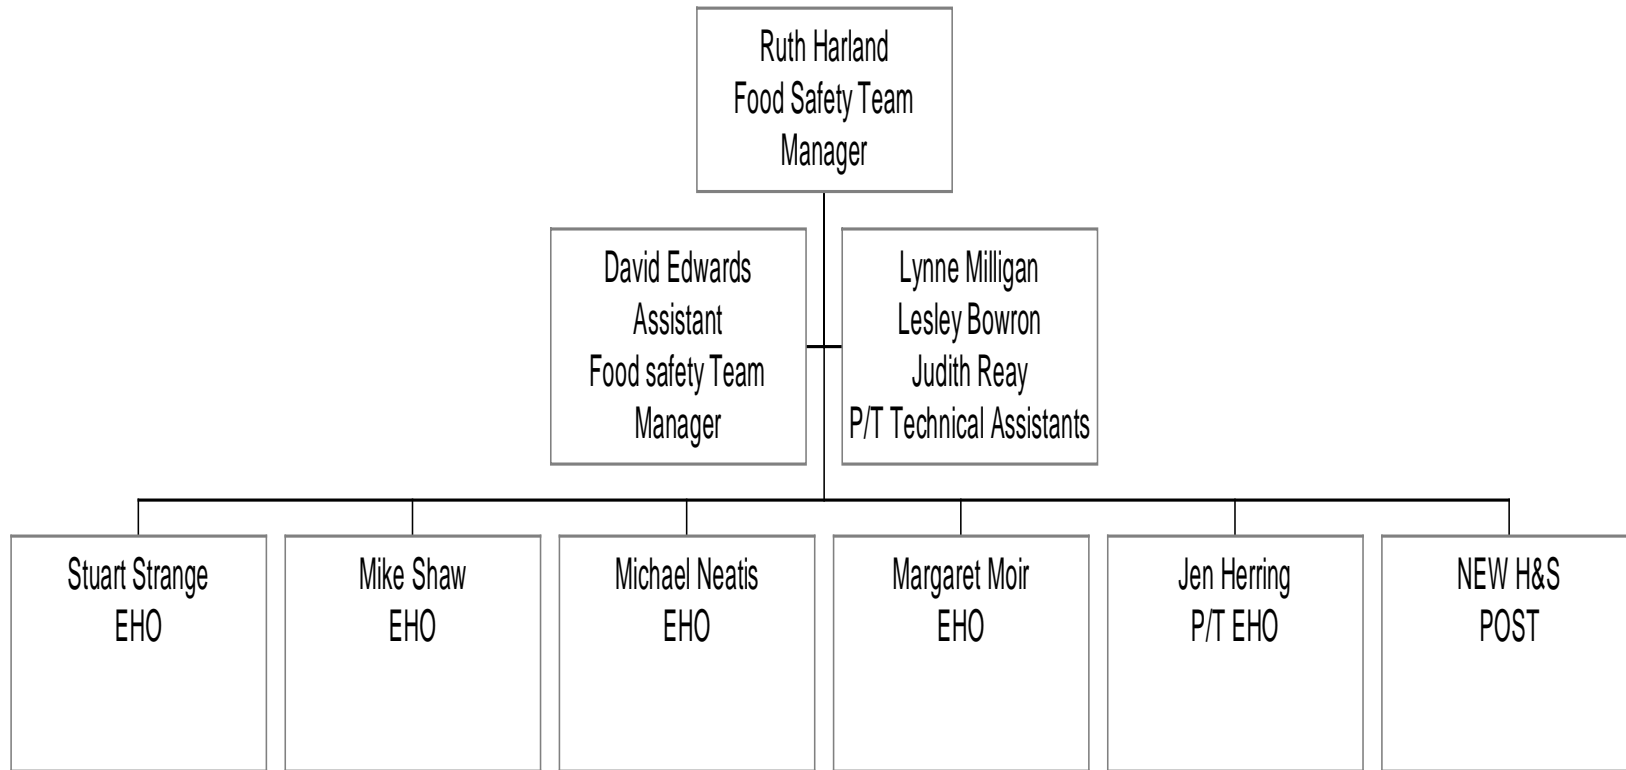 Ruth Harland
Food Safety Team
Manager
David Edwards
Assistant
Food safety Team
Manager
Lynne Milligan
Lesley Bowron
Judith Reay
P/T Technical Assistants
Stuart Strange
EHO
Mike Shaw
EHO
Michael Neatis
EHO
Margaret Moir
EHO
Jen Herring
P/T EHO
NEW H&S
POST